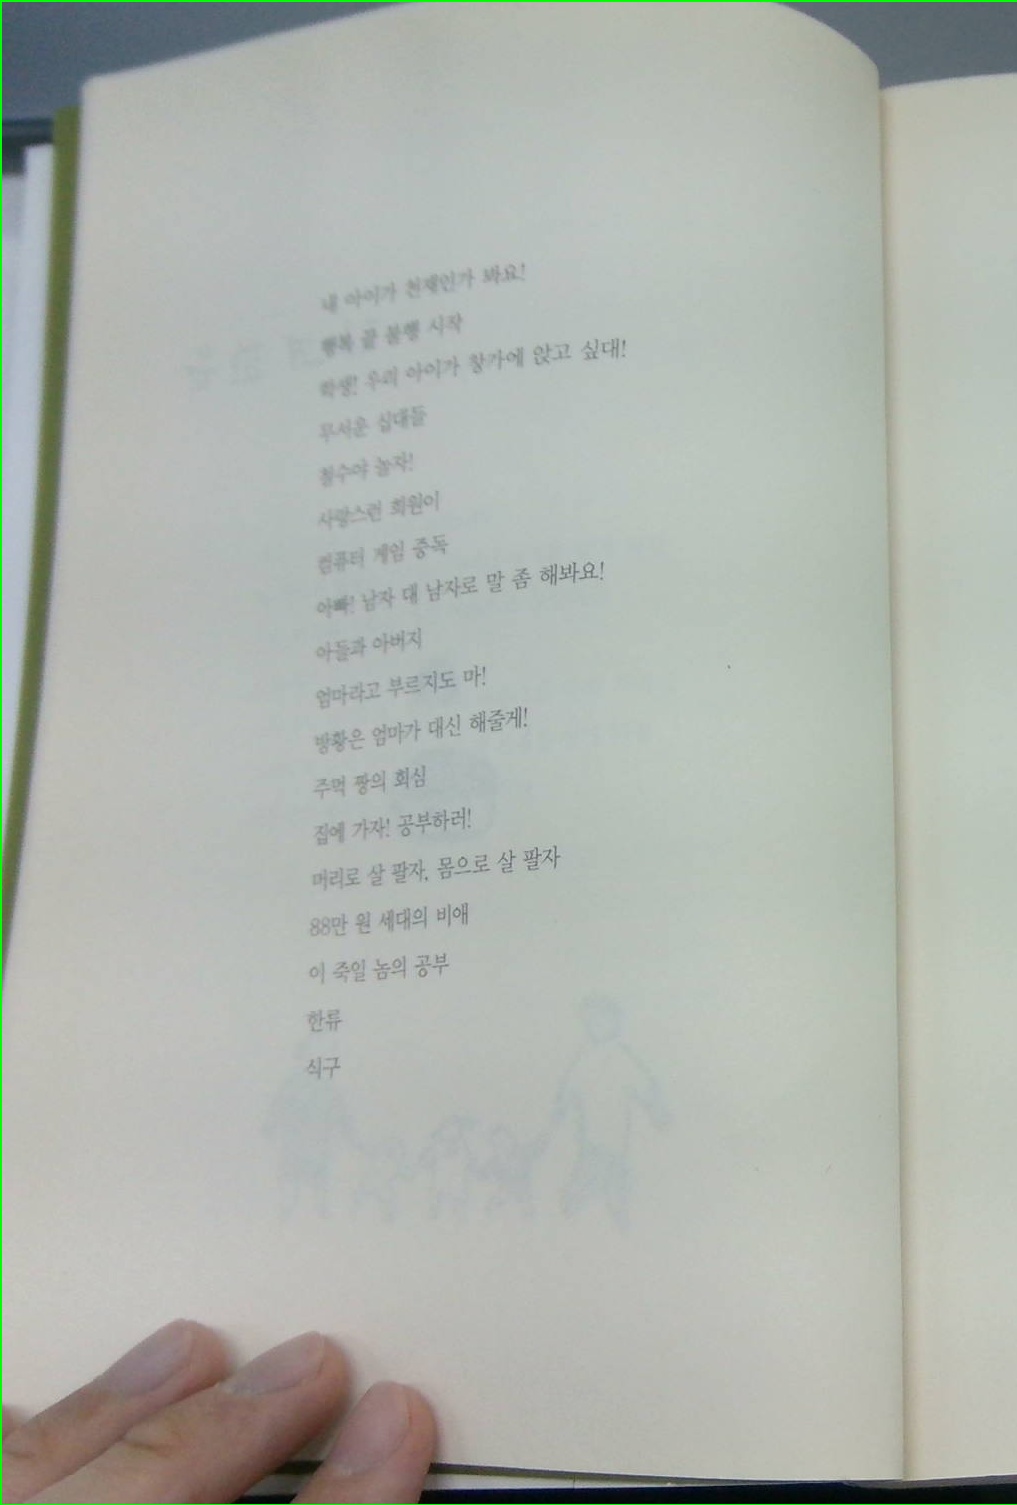 내 아이가 천재인가 봐요!
행복 끝 불행 시작
학생! 우리 아이가 창가에 앉고 싶대!
무서운 십대들
철수야 놀자!
사랑스런 희원이
컴퓨터 게임 중독
아빠! 남자 대 남자로 말 좀 해봐요!
아들과 아버지
엄마라고 부르지도 마!
방황은 엄마가 대신 해줄게!
주먹 짱의 회심
집에 가자! 공부하러!
머리로 살 팔자, 몸으로 살 팔자
88만 원 세대의 비애
이 죽일 놈의 공부
한류
식구